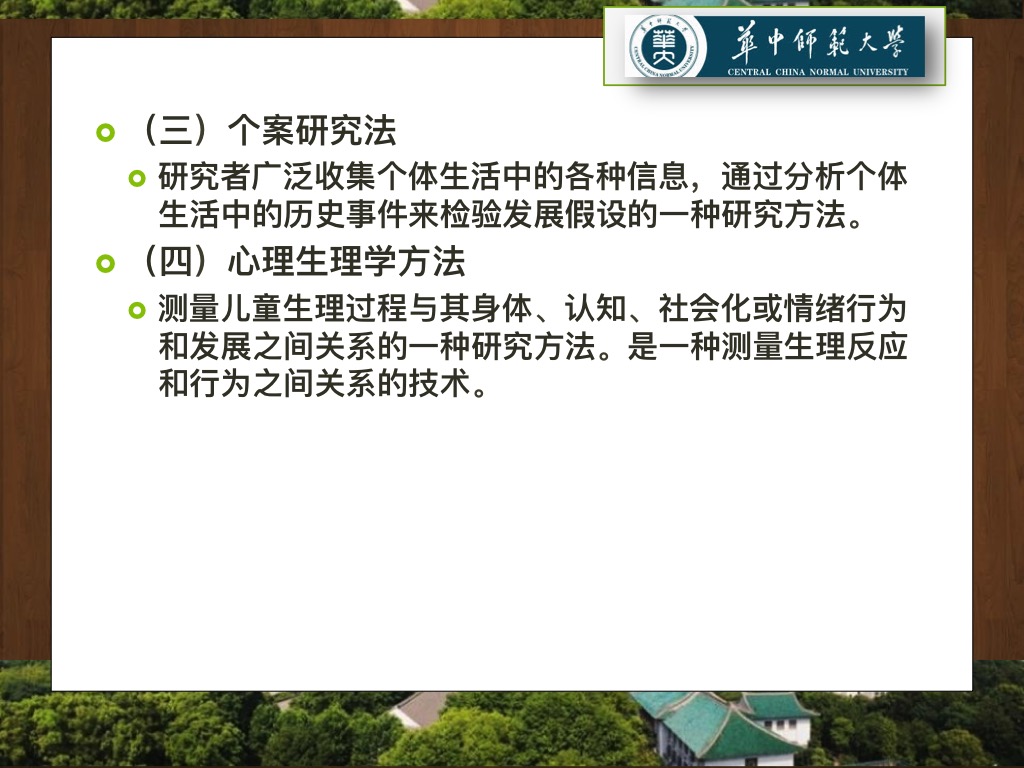 華中師範大學
CENTRAL CHINA NORMAL UNIVERSITY
（三）个案研究法
研究者广泛收集个体生活中的各种信息，通过分析个体
生活中的历史事件来检验发展假设的一种研究方法。
（四）心理生理学方法
测量儿童生理过程与其身体、认知、社会化或情绪行为
和发展之间关系的一种研究方法。是一种测量生理反应
和行为之间关系的技术。